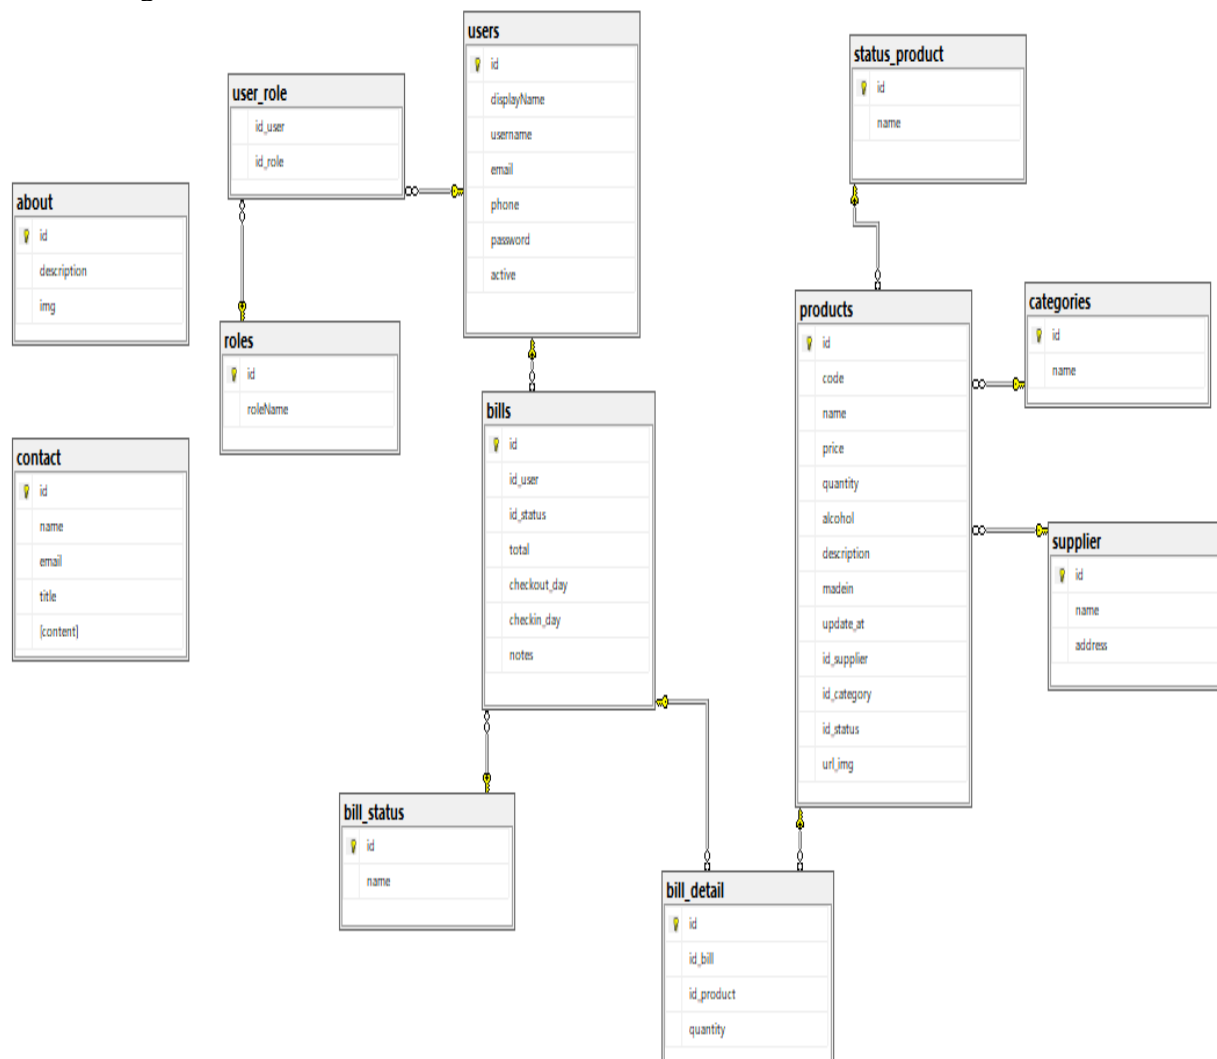 users
id
displayName
username
email
phone
password
active
status_product
id
name
user_role
id_user
id_role
about
id
description
img
roles
id
roleName
products
id
code
name
price
quantity
alcohol
description
madein
update_at
id_supplier
id_category
id_status
url_img
categories
id
name
bills
id
id_user
id_status
total
checkout_day
checkin_day
notes
contact
id
name
email
title
[content]
supplier
id
name
address
bill_status
id
name
bill_detail
id
id_bill
id_product
quantity